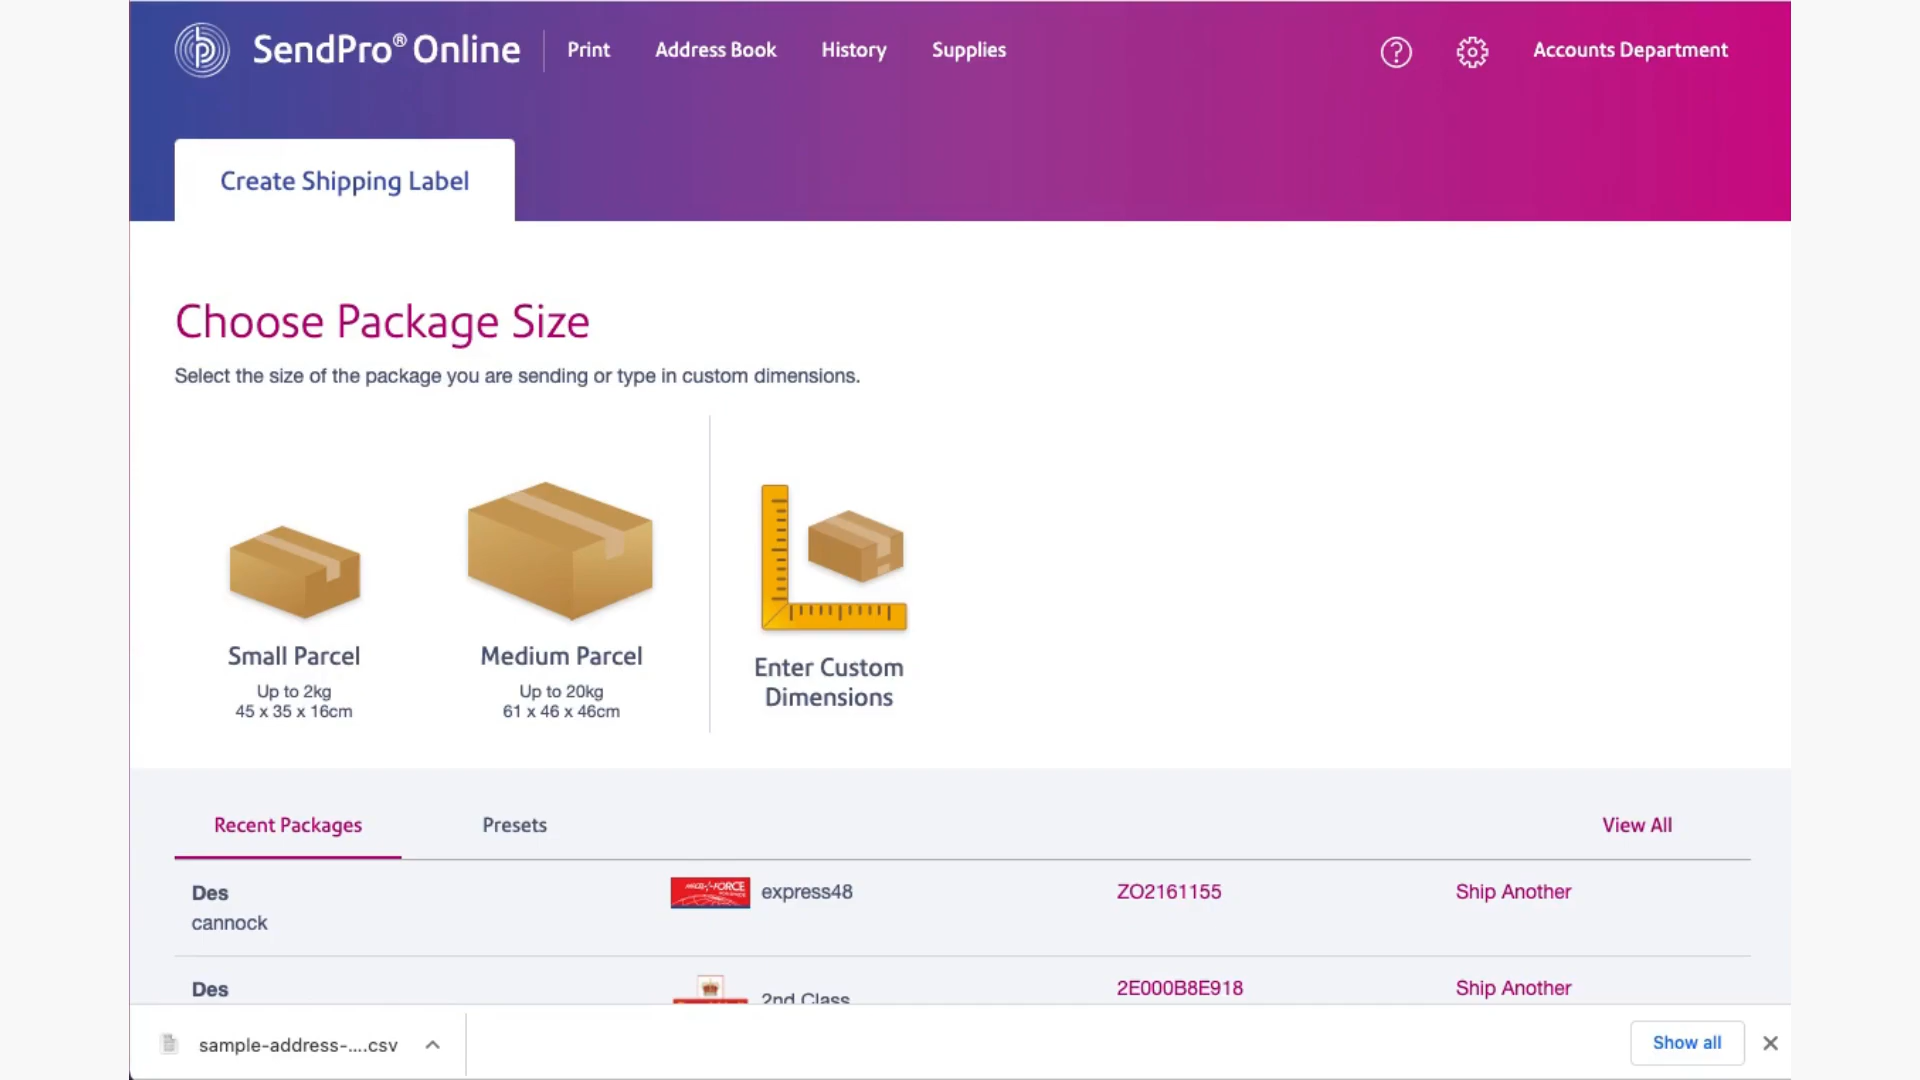 SendPro® Online
Print
Address Book
History
Supplies
Accounts Department
Create Shipping Label
Choose Package Size
Select the size of the package you are sending or type in custom dimensions.
Small Parcel
Up to 2kg
45 x 35 x 16cm
Medium Parcel
Up to 20kg
61 x 46 x 46cm
Enter Custom
Dimensions
Recent Packages
Presets
View All
Des
cannock
express48
ZO2161155
Ship Another
Des
2nd Class
2E000B8E918
Ship Another
sample-address-....csv
Show all